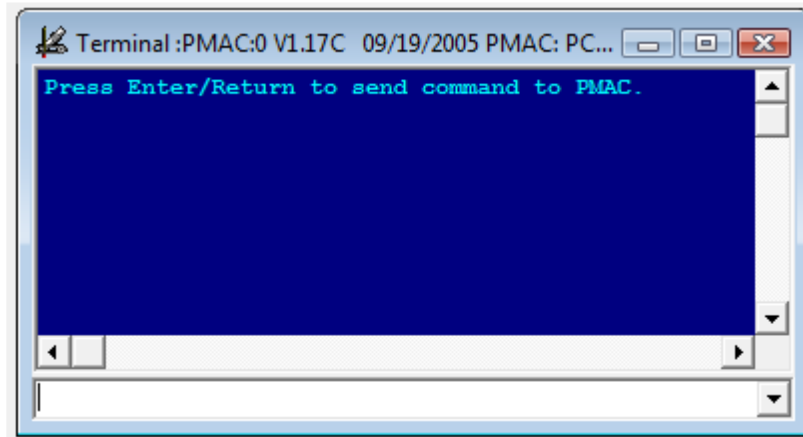 Terminal :PMAC:0 V1.17C 09/19/2005 PMAC: PC...
Press Enter/Return to send command to PMAC.